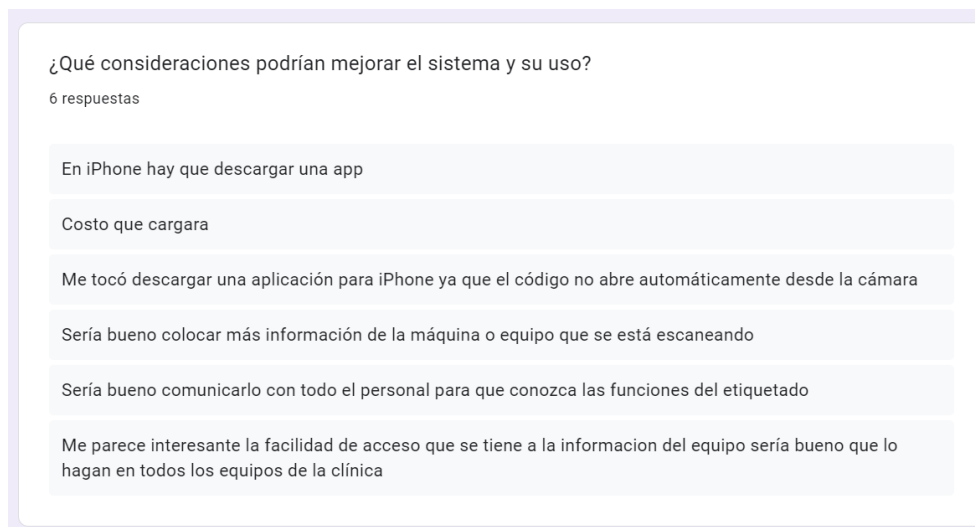 ¿Qué consideraciones podrían mejorar el sistema y su uso?
6 respuestas
En iPhone hay que descargar una app
Costo que cargara
Me tocó descargar una aplicación para iPhone ya que el código no abre automáticamente desde la cámara
Sería bueno colocar más información de la máquina o equipo que se está escaneando
Sería bueno comunicarlo con todo el personal para que conozca las funciones del etiquetado
Me parece interesante la facilidad de acceso que se tiene a la informacion del equipo sería bueno que lo
hagan en todos los equipos de la clínica